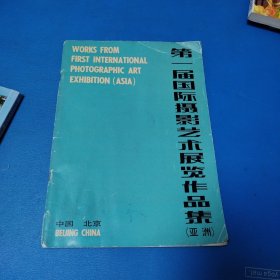 WORKS FROM
FIRST INTERNATIONAL
PHOTOGRAPHIC ART
EXHIBITION (ASIA)
第一届国际摄影艺术展览作品集
(亚洲)
中国 北京
BEIJING CHINA